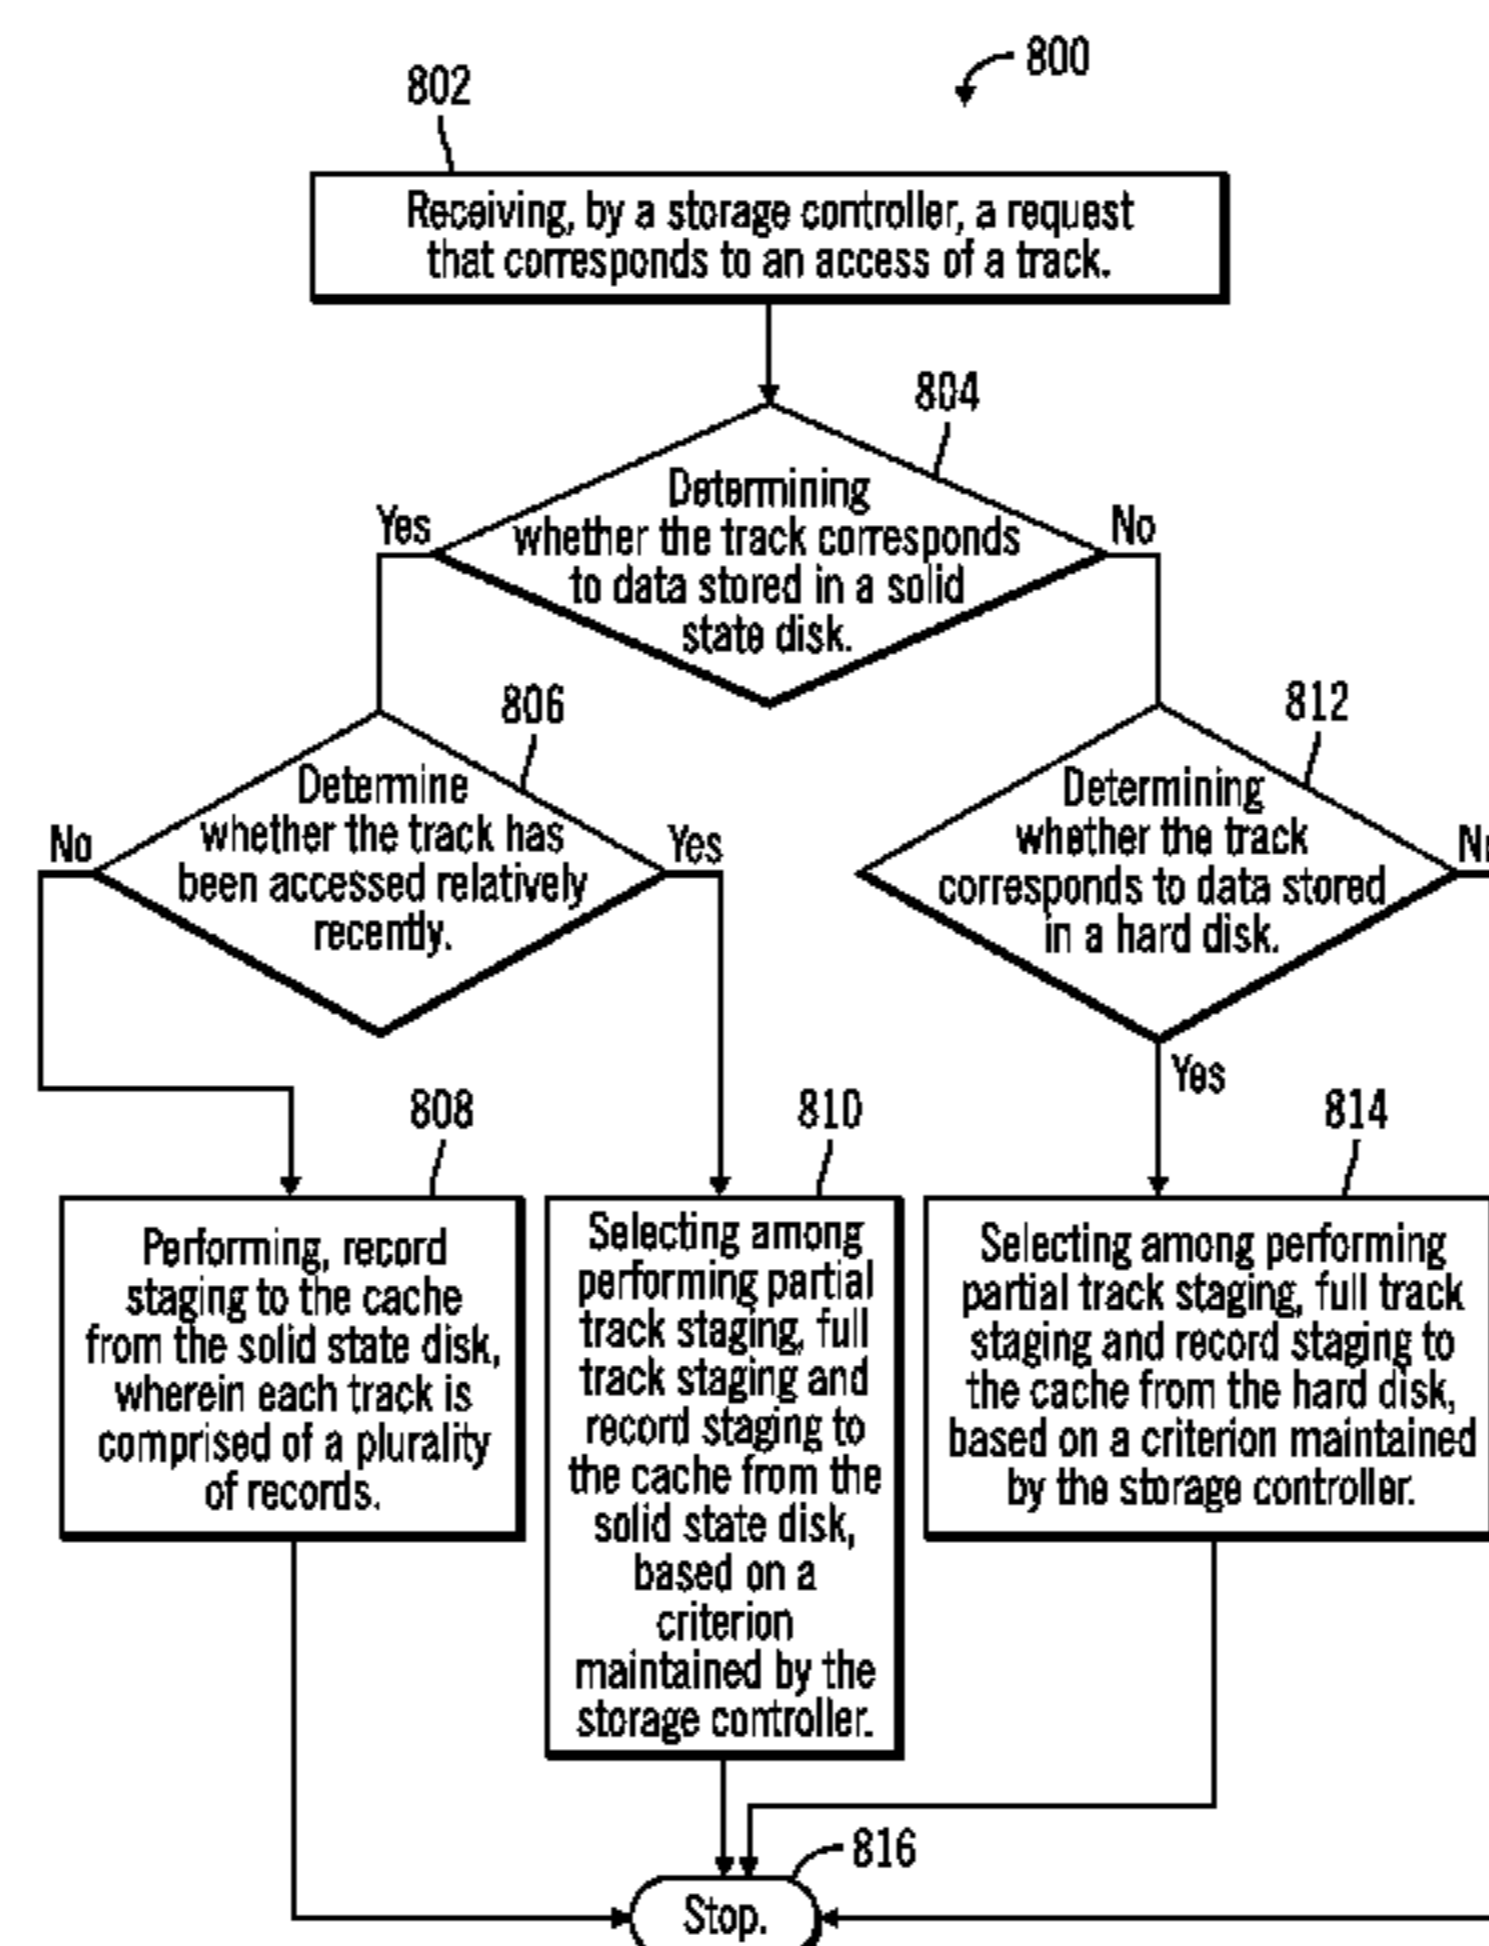 800
802
Receiving, by a storage controller, a request
that corresponds to an access of a track.
804
Determining
whether the track corresponds
to data stored in a solid
state disk.
Yes
No
806
Determine
whether the track has
been accessed relatively
recently.
No
Yes
812
Determining
whether the track
corresponds to data stored
in a hard disk.
Yes
808
Performing, record
staging to the cache
from the solid state disk,
wherein each track is
comprised of a plurality
of records.
810
Selecting among
performing partial
track staging, full
track staging and
record staging to
the cache from the
solid state disk,
based on a
criterion
maintained by the
storage controller.
814
Selecting among performing
partial track staging, full track
staging and record staging to
the cache from the hard disk,
based on a criterion maintained
by the storage controller.
816
Stop.